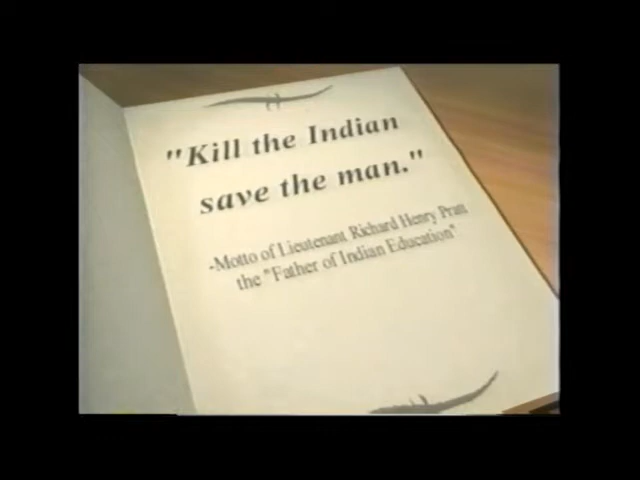 "Kill the Indian
save the man."
-Motto of Lieutenant Richard Henry Pratt
the "Father of Indian Education"